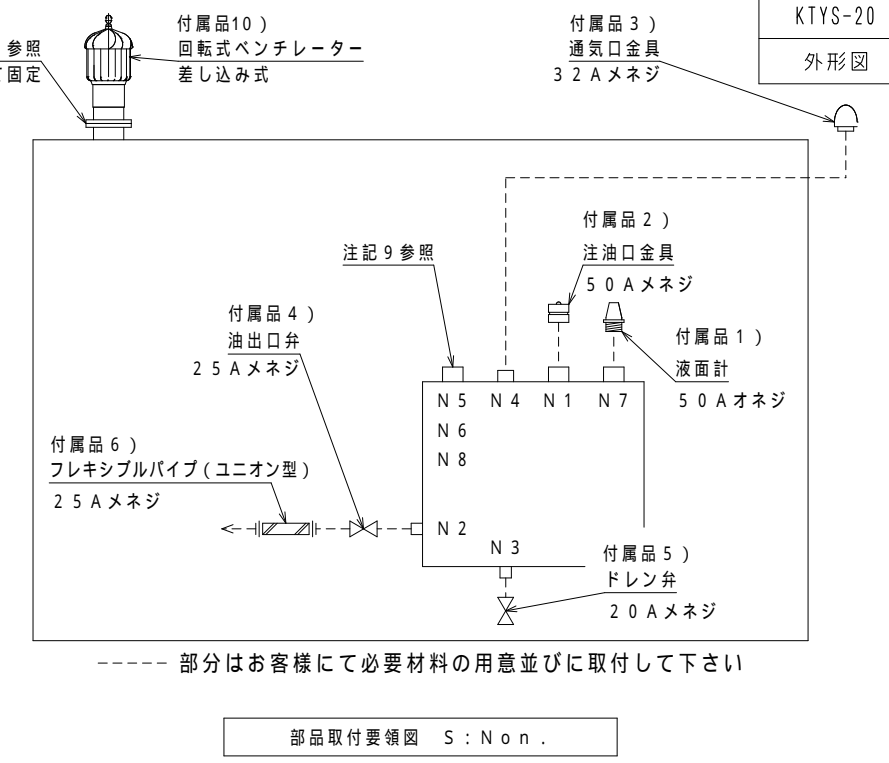 KTYS-20
外形図
参照
固定
付属品10)
回転式ベンチレーター
差し込み式
付属品3)
通気口金具
32Aメネジ
付属品2)
注油口金具
50Aメネジ
注記9参照
付属品4)
油出口弁
25Aメネジ
付属品1)
液面計
50Aオネジ
N5 N4 N1 N7
N6
N8
付属品6)
フレキシブルパイプ(ユニオン型)
25Aメネジ
N2
N3
付属品5)
ドレン弁
20Aメネジ
----- 部分はお客様にて必要材料の用意並びに取付して下さい
部品取付要領図 S:Non.